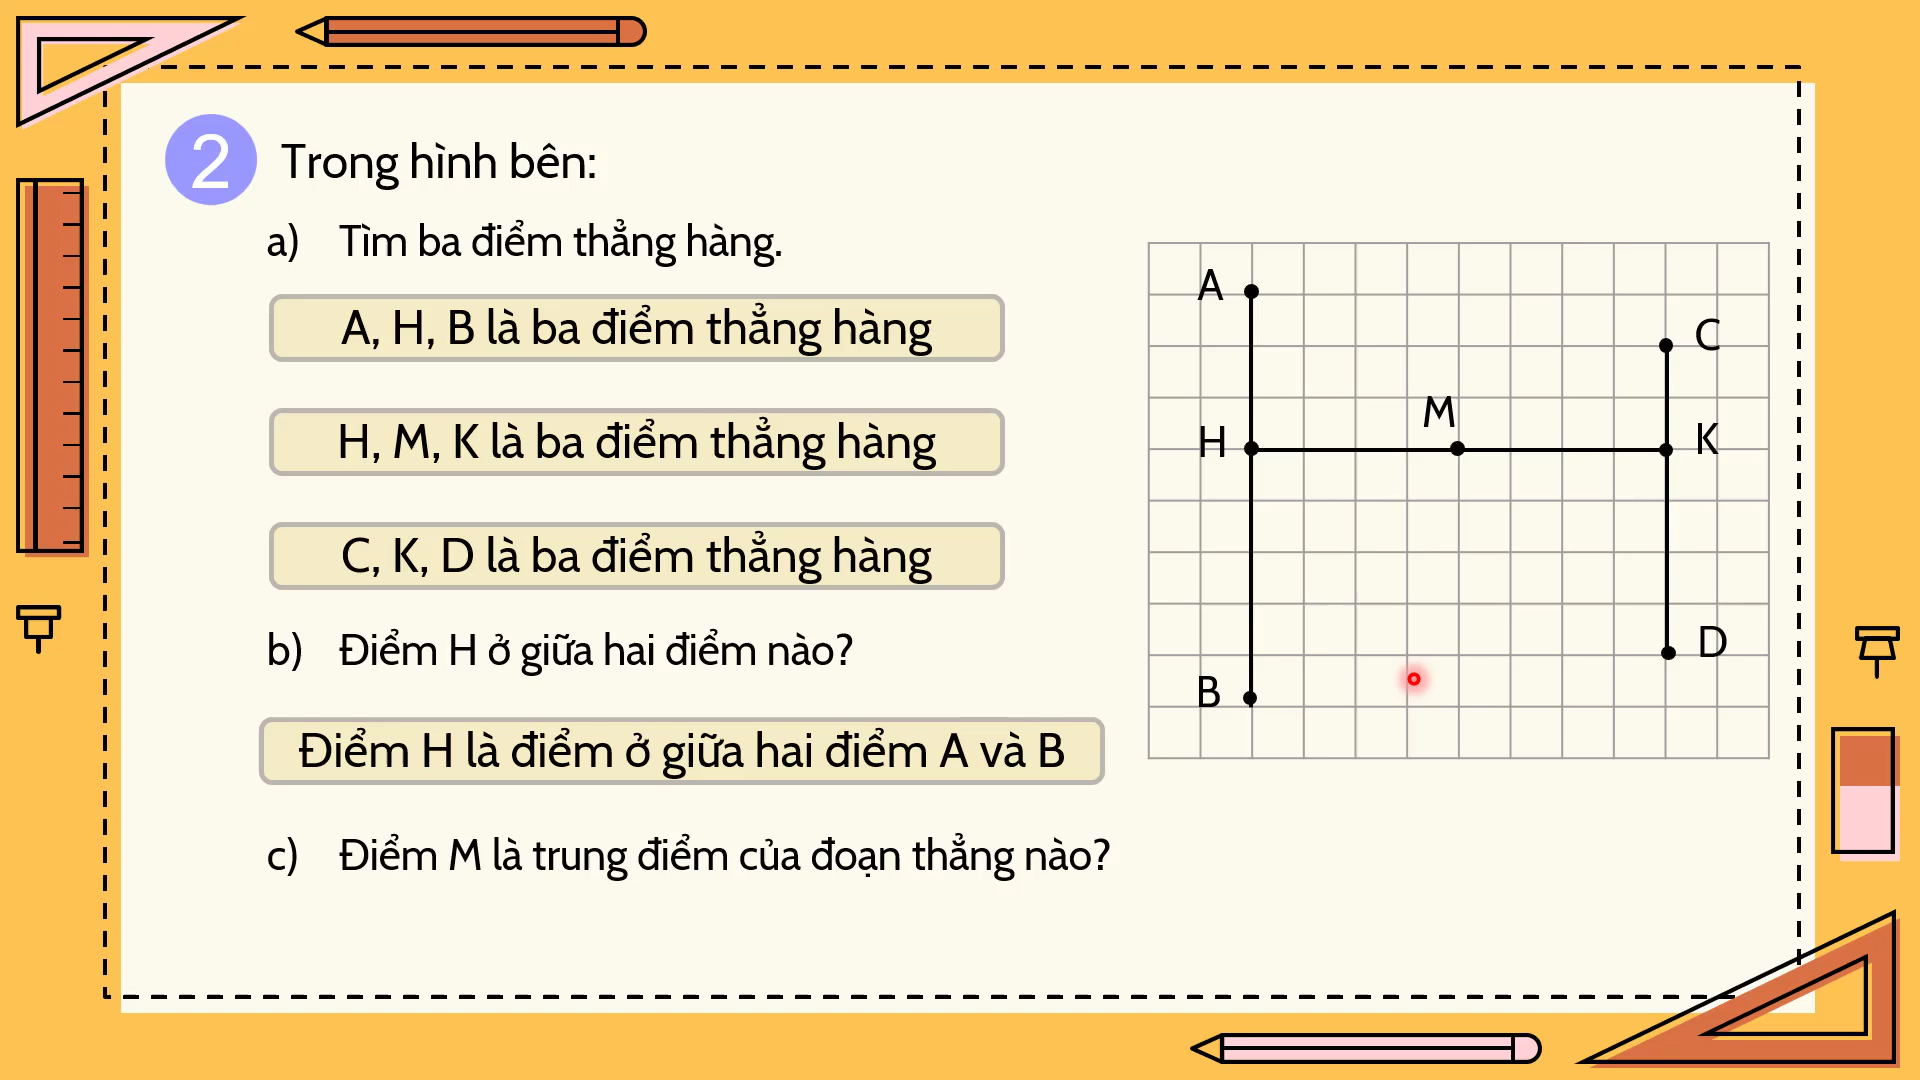 2 Trong hình bên:
a) Tìm ba điểm thẳng hàng.
A, H, B là ba điểm thẳng hàng
H, M, K là ba điểm thẳng hàng
C, K, D là ba điểm thẳng hàng
b) Điểm H ở giữa hai điểm nào?
Điểm H là điểm ở giữa hai điểm A và B
c) Điểm M là trung điểm của đoạn thẳng nào?
A
C
M
H
K
D
B